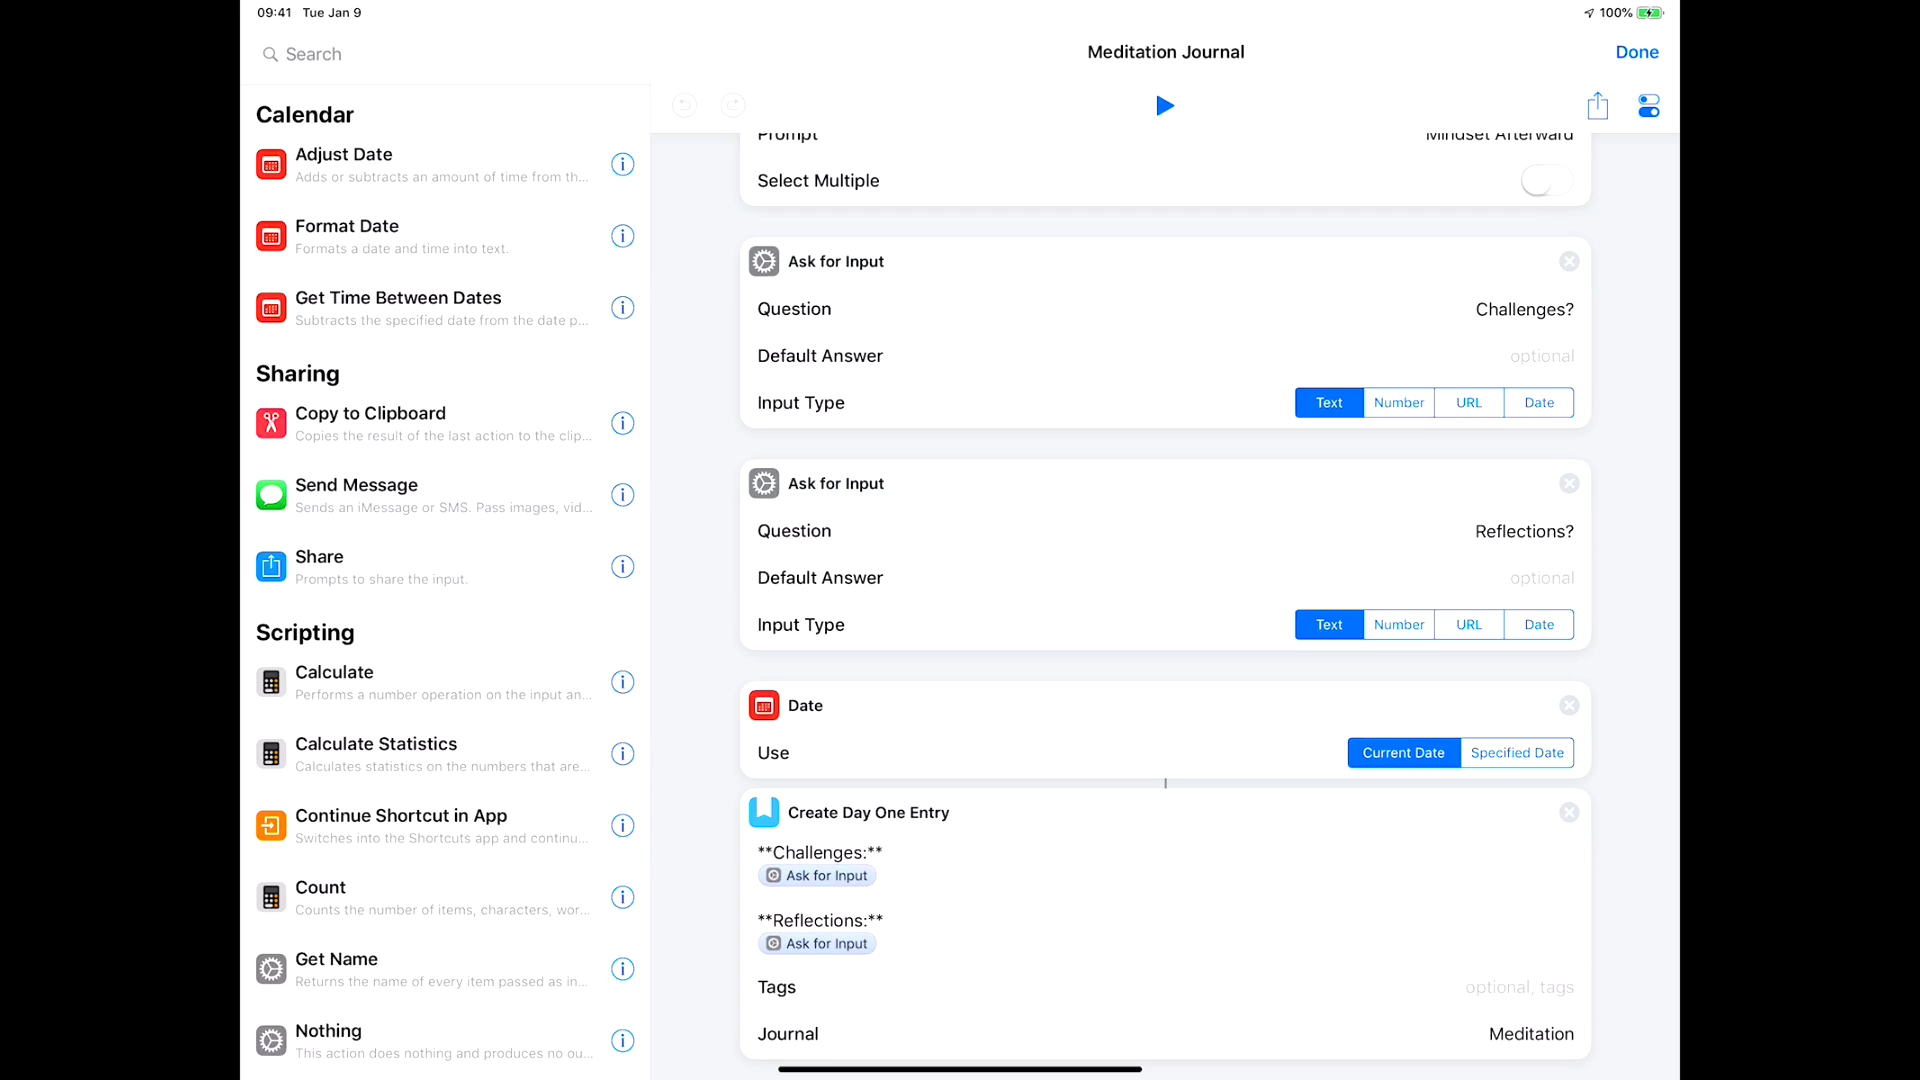 09:41 Tue Jan 9
100%
Search
Meditation Journal
Done
Calendar
Adjust Date
Adds or subtracts an amount of time from th...
Format Date
Formats a date and time into text.
Get Time Between Dates
Subtracts the specified date from the date p...
Sharing
Copy to Clipboard
Copies the result of the last action to the clip...
Send Message
Sends an iMessage or SMS. Pass images, vid...
Share
Prompts to share the input.
Scripting
Calculate
Performs a number operation on the input an...
Calculate Statistics
Calculates statistics on the numbers that are...
Continue Shortcut in App
Switches into the Shortcuts app and continu...
Count
Counts the number of items, characters, wor...
Get Name
Returns the name of every item passed as in...
Nothing
This action does nothing and produces no ou...
Prompt Mindset Afterward
Select Multiple
Ask for Input
Question Challenges?
Default Answer optional
Input Type Text Number URL Date
Ask for Input
Question Reflections?
Default Answer optional
Input Type Text Number URL Date
Date
Use Current Date Specified Date
Create Day One Entry
**Challenges:**
Ask for Input
**Reflections:**
Ask for Input
Tags optional, tags
Journal Meditation